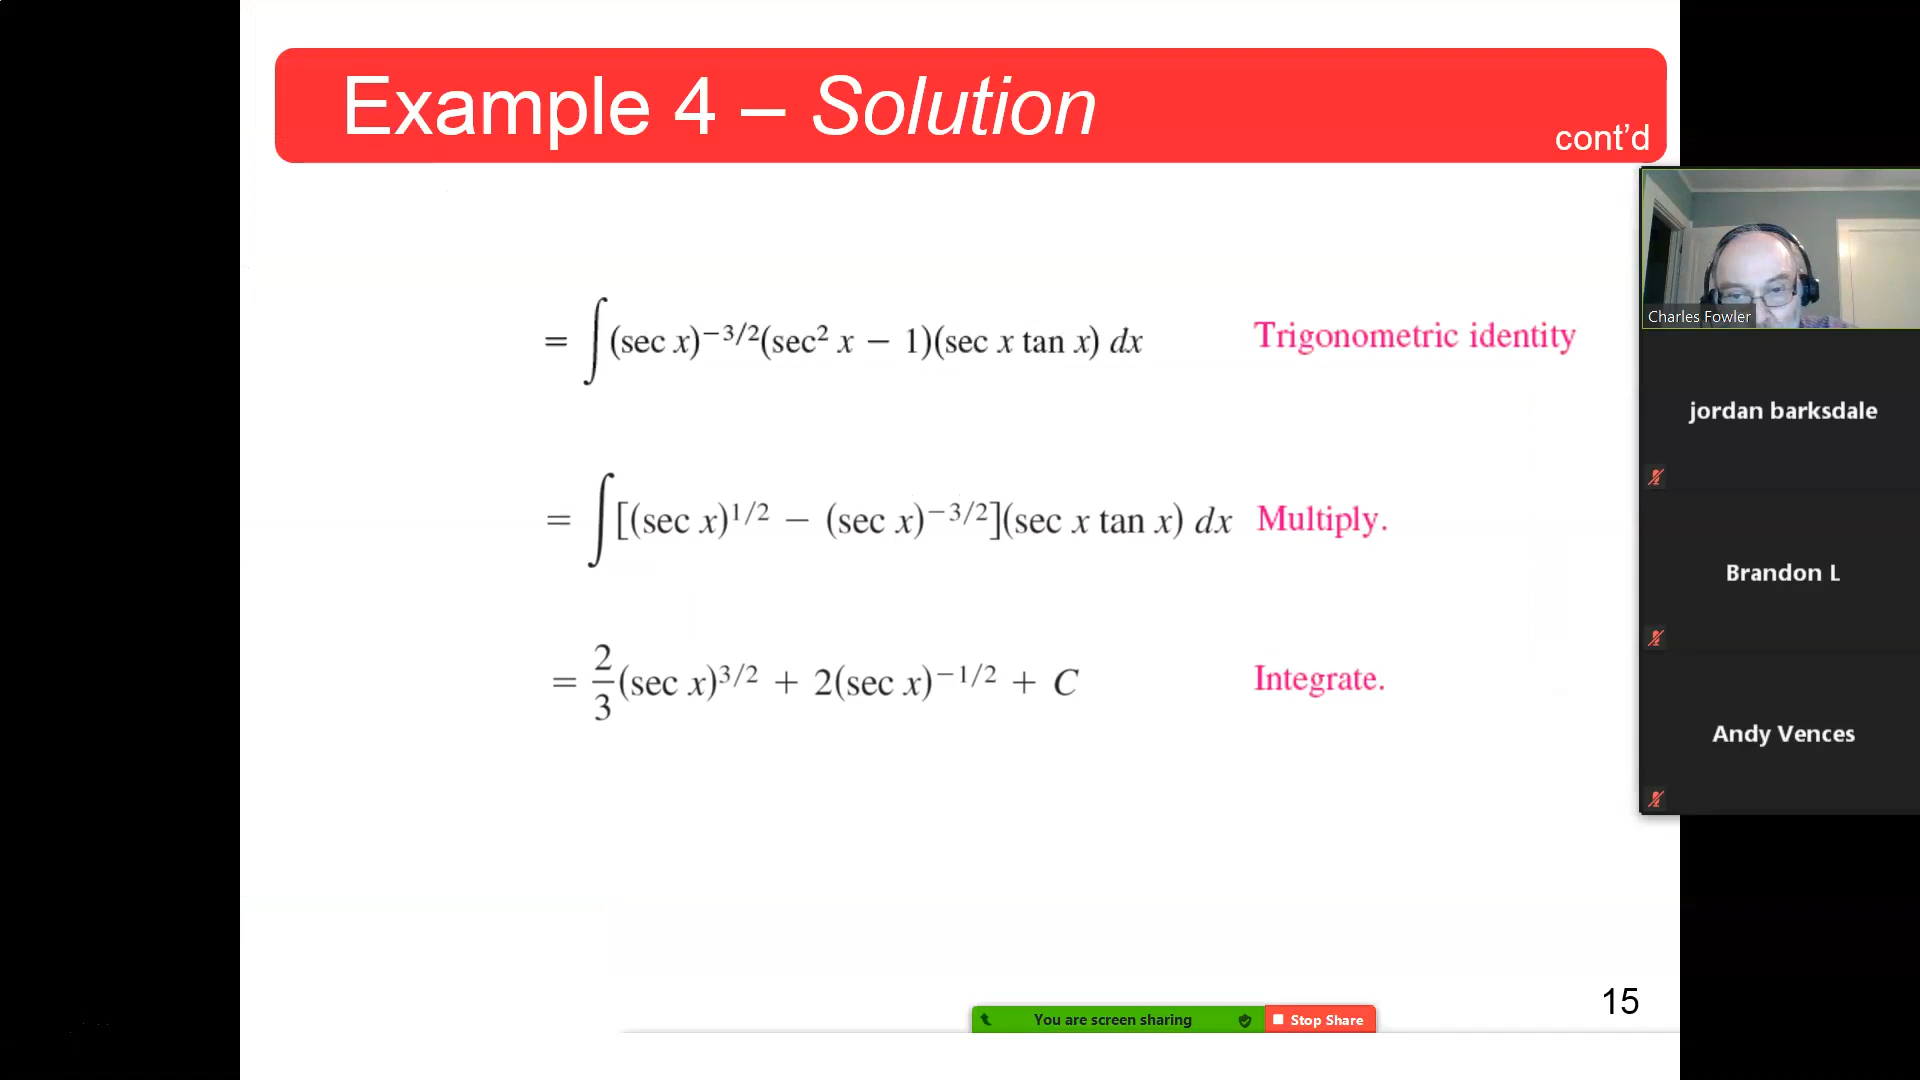 Example 4 – Solution
cont’d
= ∫ (sec x)^{−3/2}(sec² x − 1)(sec x tan x) dx Trigonometric identity
= ∫ [(sec x)^{1/2} − (sec x)^{−3/2}](sec x tan x) dx Multiply.
= \frac{2}{3}(sec x)^{3/2} + 2(sec x)^{−1/2} + C Integrate.
15
Charles Fowler
jordan barksdale
Brandon L
Andy Vences
You are screen sharing
Stop Share